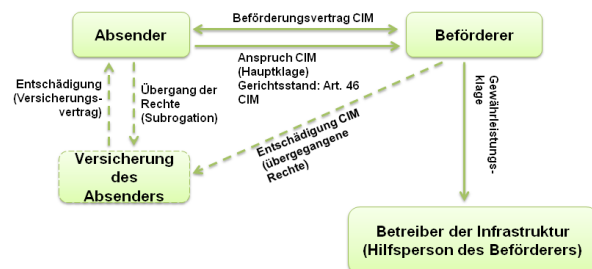 Beförderungsvertrag CIM
Absender
Beförderer
Anspruch CIM
(Hauptklage)
Gerichtsstand: Art. 46
CIM
Entschädigung
(Versicherungs-
vertrag)
Übergang der
Rechte
(Subrogation)
Gewährleistungs-
klage
Entschädigung CIM
(übergegangene
Rechte)
Versicherung
des
Absenders
Betreiber der Infrastruktur
(Hilfsperson des Beförderers)